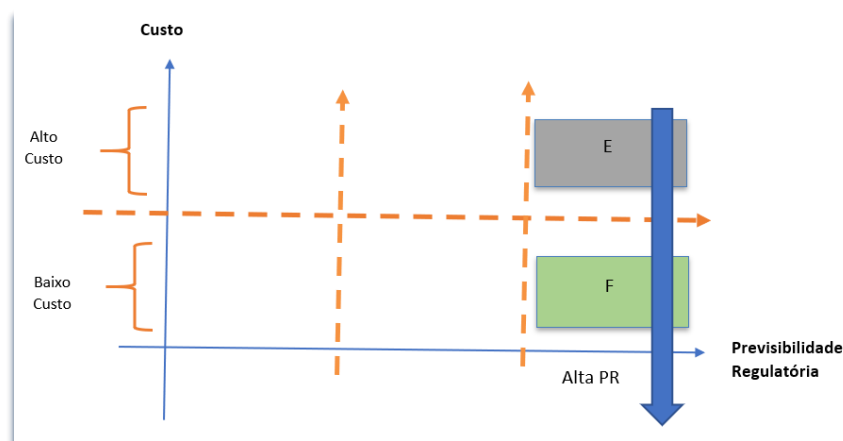 Custo
Alto
Custo
E
Baixo
Custo
F
Previsibilidade
Regulatória
Alta PR